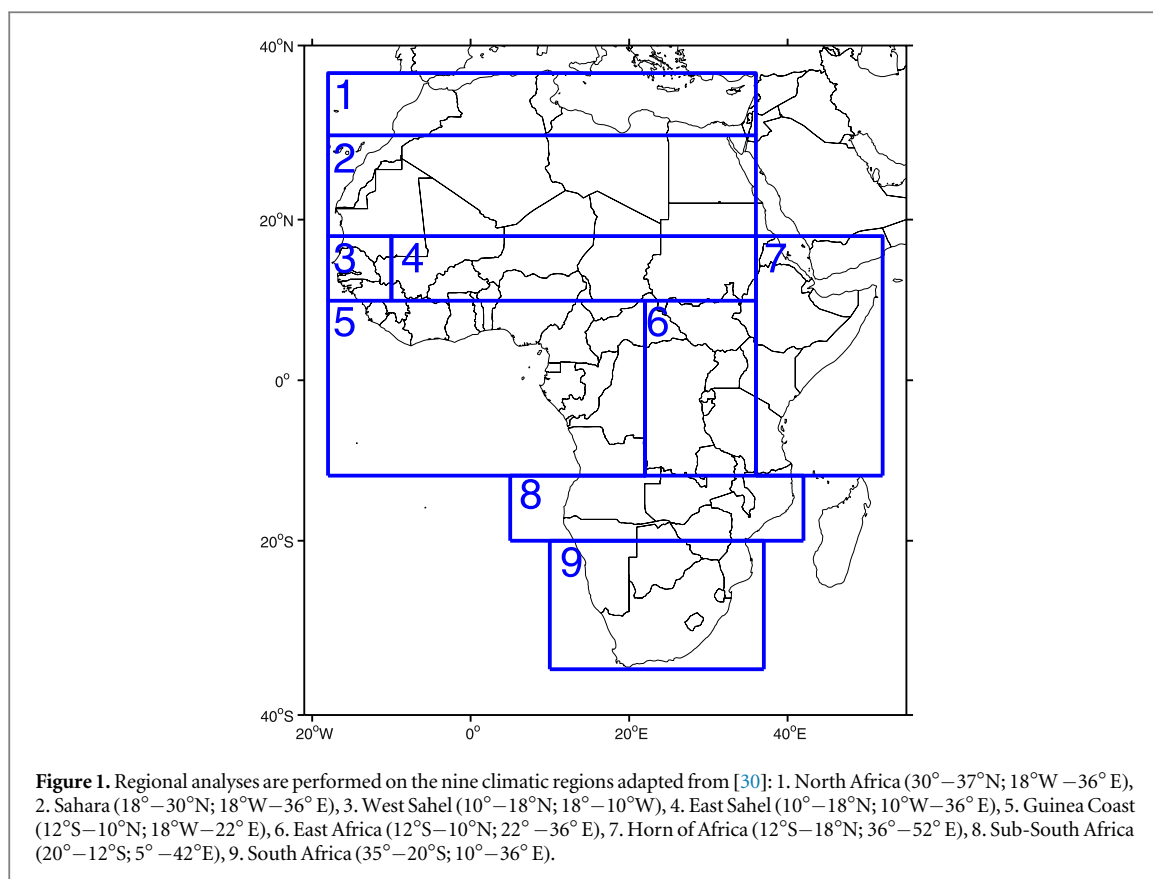 40°N
1
2
20°N
3 4 7
5 6
0°
8
20°S
9
40°S
20°W 0° 20°E 40°E
Figure 1. Regional analyses are performed on the nine climatic regions adapted from [30]: 1. North Africa (30°−37°N; 18°W −36° E),
2. Sahara (18°−30°N; 18°W−36° E), 3. West Sahel (10°−18°N; 18°−10°W), 4. East Sahel (10°−18°N; 10°W−36° E), 5. Guinea Coast
(12°S−10°N; 18°W−22° E), 6. East Africa (12°S−10°N; 22° −36° E), 7. Horn of Africa (12°S−18°N; 36°−52° E), 8. Sub-South Africa
(20°−12°S; 5° −42°E), 9. South Africa (35°−20°S; 10°−36° E).